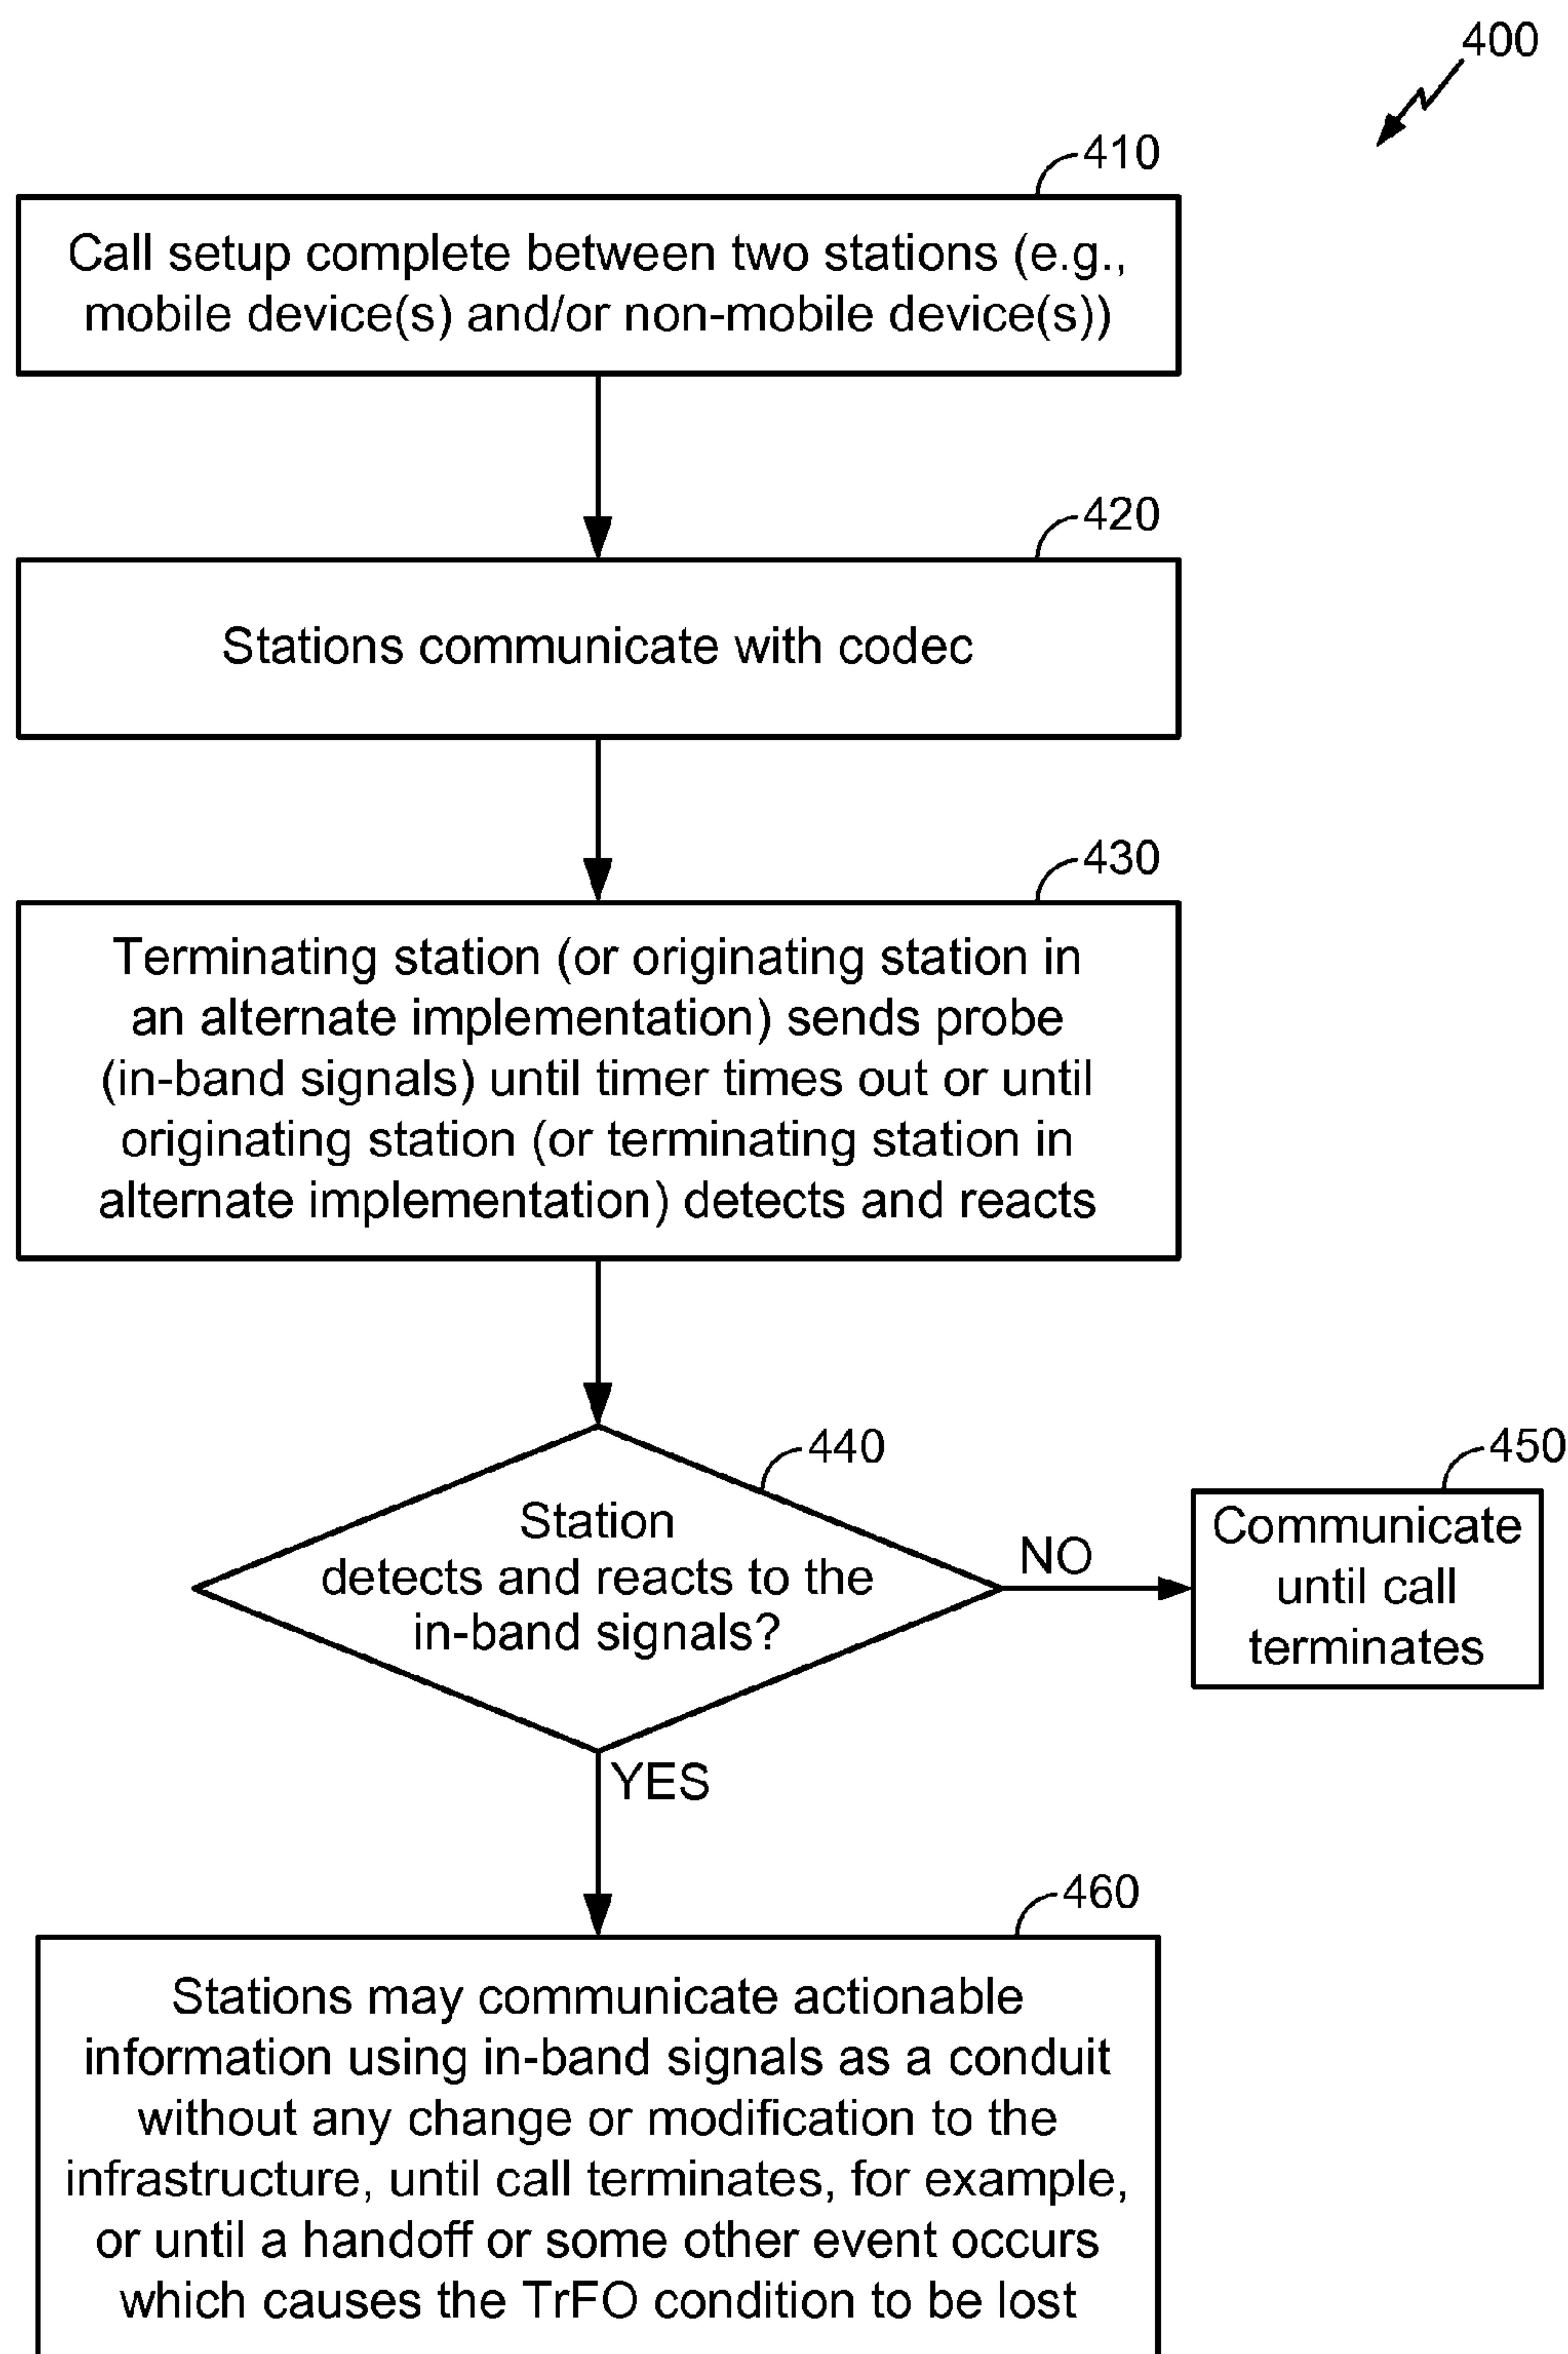 400
410
Call setup complete between two stations (e.g.,
mobile device(s) and/or non-mobile device(s))
420
Stations communicate with codec
430
Terminating station (or originating station in
an alternate implementation) sends probe
(in-band signals) until timer times out or until
originating station (or terminating station in
alternate implementation) detects and reacts
440
Station
detects and reacts to the
in-band signals?
NO
450
Communicate
until call
terminates
YES
460
Stations may communicate actionable
information using in-band signals as a conduit
without any change or modification to the
infrastructure, until call terminates, for example,
or until a handoff or some other event occurs
which causes the TrFO condition to be lost